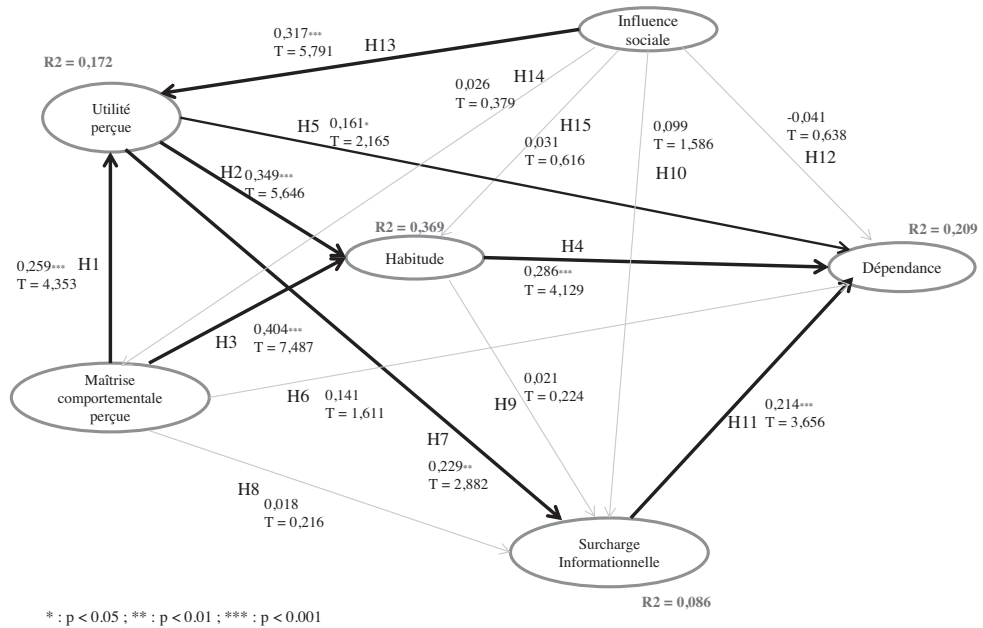 Influence
sociale
0,317***
T = 5,791
H13
R2 = 0,172
Utilité
perçue
0,026
T = 0,379
H14
H5
0,161*
T = 2,165
H15
0,031
T = 0,616
0,099
T = 1,586
H10
-0,041
T = 0,638
H12
H2
0,349***
T = 5,646
R2 = 0,369
Habitude
H4
0,286***
T = 4,129
R2 = 0,209
Dépendance
0,259***
T = 4,353
H1
H3
0,404***
T = 7,487
Maîtrise
comportementale
perçue
H6
0,141
T = 1,611
H9
0,021
T = 0,224
H7
0,229**
T = 2,882
H11
0,214***
T = 3,656
H8
0,018
T = 0,216
Surcharge
Informationnelle
R2 = 0,086
* : p < 0.05 ; ** : p < 0.01 ; *** : p < 0.001